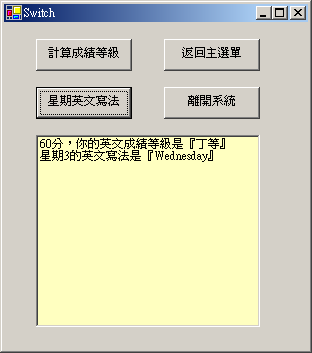 Switch
計算成績等級
返回主選單
星期英文寫法
離開系統
60分，你的英文成績等級是『丁等』
星期3的英文寫法是『Wednesday』